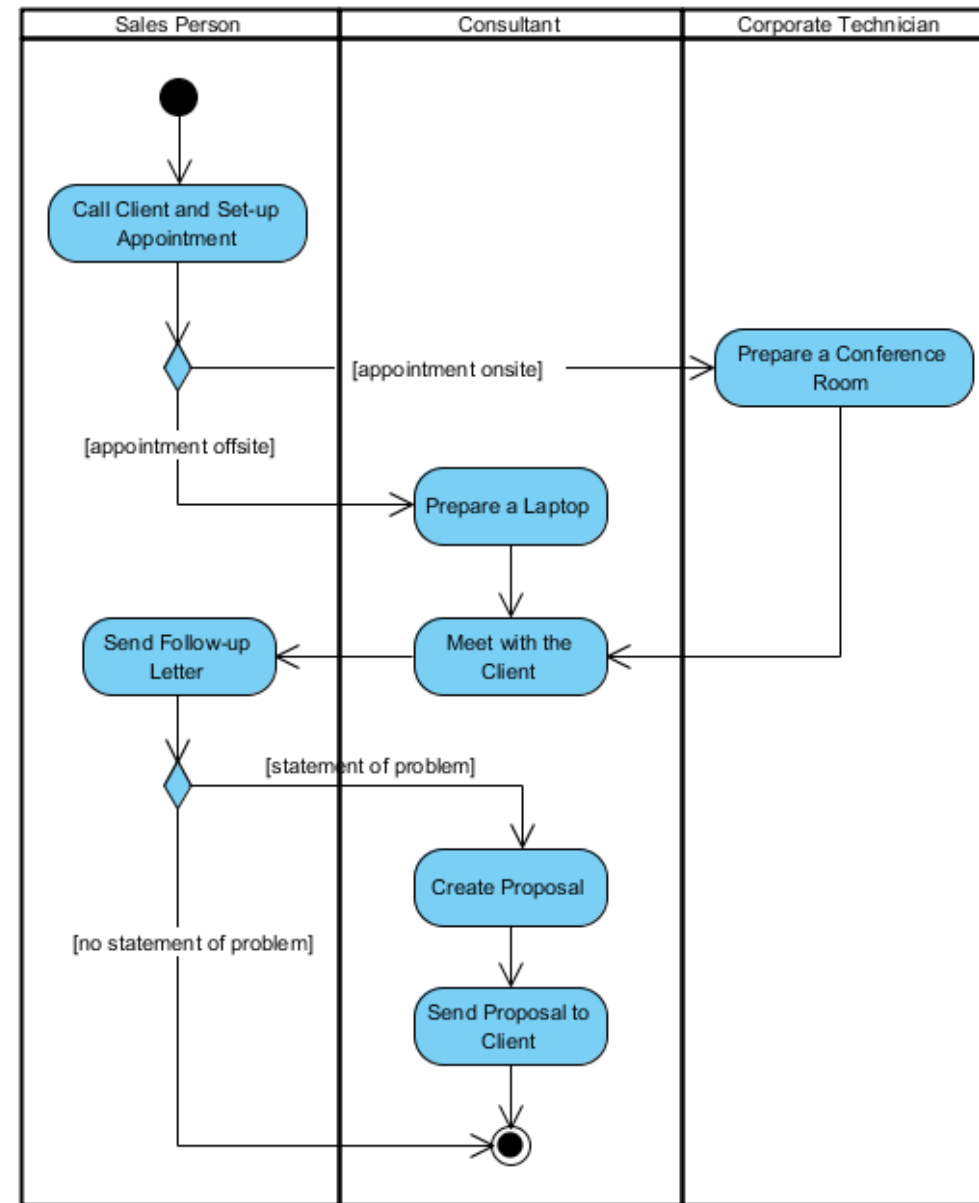 Sales Person
Consultant
Corporate Technician
Call Client and Set-up
Appointment
[appointment onsite]
Prepare a Conference
Room
[appointment offsite]
Prepare a Laptop
Send Follow-up
Letter
Meet with the
Client
[statement of problem]
Create Proposal
[no statement of problem]
Send Proposal to
Client